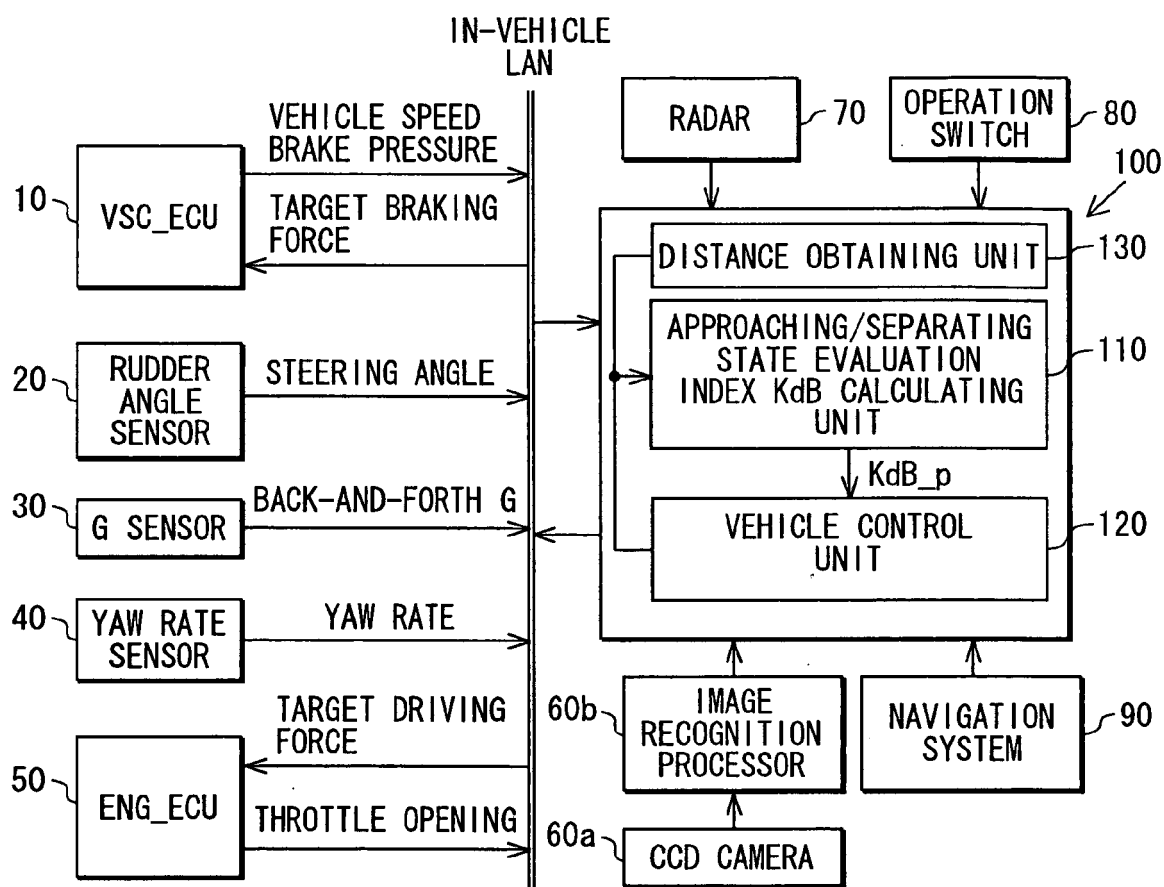 IN-VEHICLE
LAN
VEHICLE SPEED
BRAKE PRESSURE
10
VSC_ECU
TARGET BRAKING
FORCE
20
RUDDER
ANGLE
SENSOR
STEERING ANGLE
30
G SENSOR
BACK-AND-FORTH G
40
YAW RATE
SENSOR
YAW RATE
50
ENG_ECU
TARGET DRIVING
FORCE
THROTTLE OPENING
RADAR
70
OPERATION
SWITCH
80
100
DISTANCE OBTAINING UNIT
130
APPROACHING/SEPARATING
STATE EVALUATION
INDEX KdB CALCULATING
UNIT
110
KdB_p
VEHICLE CONTROL
UNIT
120
60b
IMAGE
RECOGNITION
PROCESSOR
NAVIGATION
SYSTEM
90
60a
CCD CAMERA